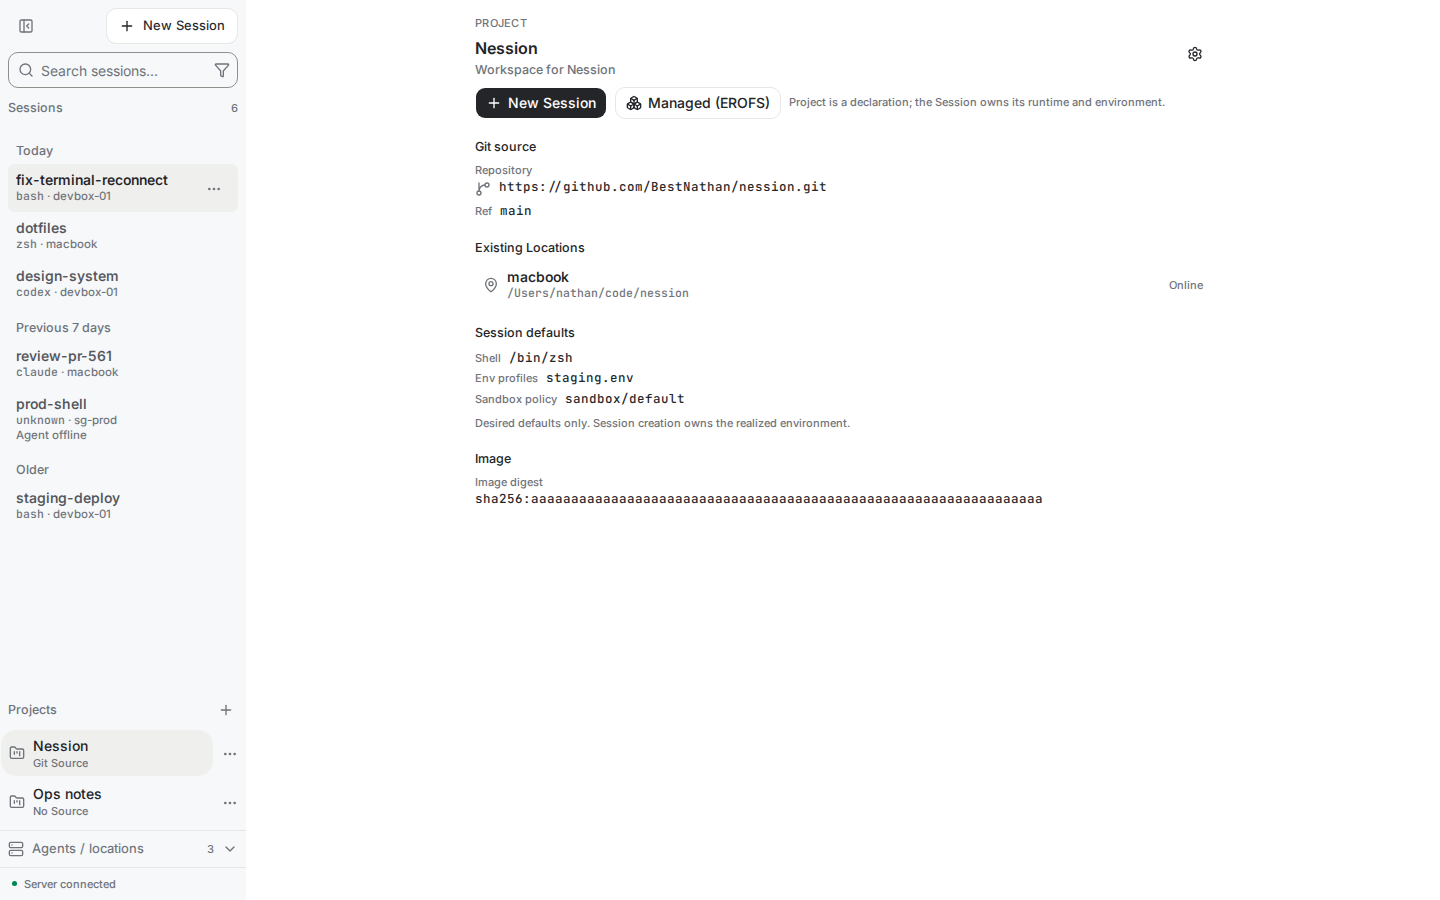 New Session
Search sessions...
Sessions 6
Today
fix-terminal-reconnect
bash · devbox-01
dotfiles
zsh · macbook
design-system
codex · devbox-01
Previous 7 days
review-pr-561
claude · macbook
prod-shell
unknown · sg-prod
Agent offline
Older
staging-deploy
bash · devbox-01
Projects
Nession
Git Source
Ops notes
No Source
Agents / locations 3
Server connected
PROJECT
Nession
Workspace for Nession
New Session Managed (EROFS) Project is a declaration; the Session owns its runtime and environment.
Git source
Repository
https://github.com/BestNathan/nession.git
Ref main
Existing Locations
macbook
/Users/nathan/code/nession
Online
Session defaults
Shell /bin/zsh
Env profiles staging.env
Sandbox policy sandbox/default
Desired defaults only. Session creation owns the realized environment.
Image
Image digest
sha256:aaaaaaaaaaaaaaaaaaaaaaaaaaaaaaaaaaaaaaaaaaaaaaaaaaaaaaaaaaaaaaaa